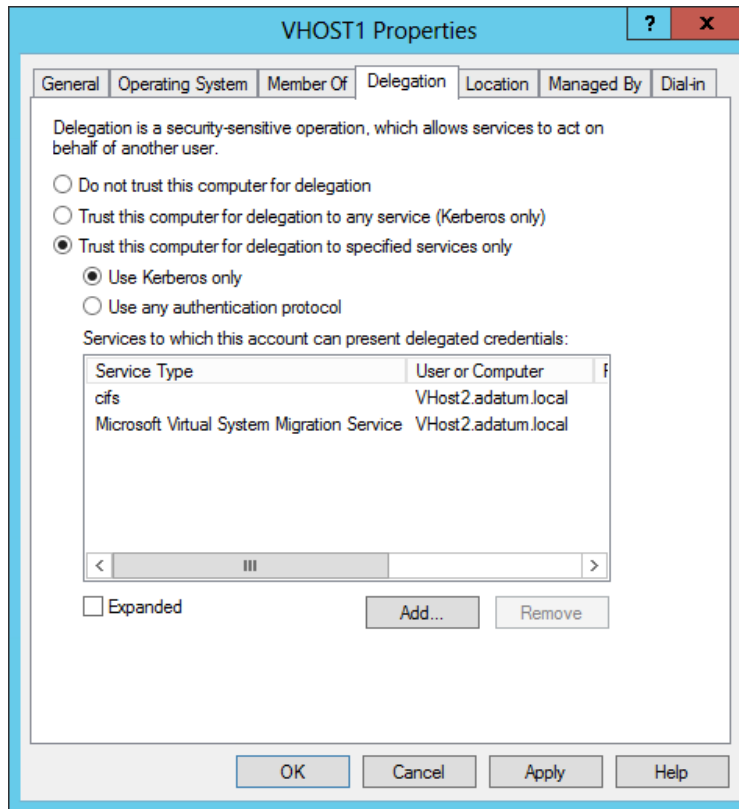 VHOST1 Properties
?
x
General
Operating System
Member Of
Delegation
Location
Managed By
Dial-in
Delegation is a security-sensitive operation, which allows services to act on
behalf of another user.
Do not trust this computer for delegation
Trust this computer for delegation to any service (Kerberos only)
Trust this computer for delegation to specified services only
Use Kerberos only
Use any authentication protocol
Services to which this account can present delegated credentials:
Service Type
User or Computer
cifs
VHost2.adatum.local
Microsoft Virtual System Migration Service
VHost2.adatum.local
Expanded
Add...
Remove
OK
Cancel
Apply
Help